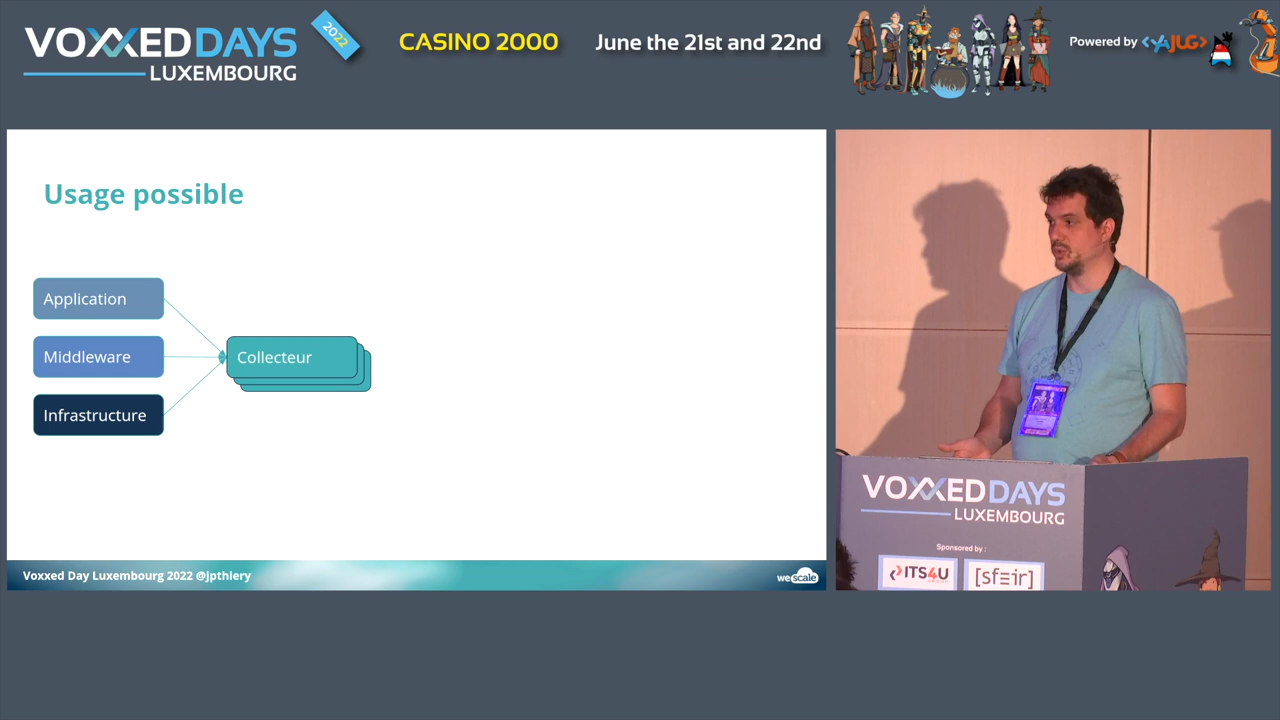 VOXXED DAYS
LUXEMBOURG
2022
CASINO 2000
June the 21st and 22nd
Powered by <YAJUG>
Usage possible
Application
Middleware
Infrastructure
Collecteur
Voxxed Day Luxembourg 2022 @jpthiery
wescale
VOXXED DAYS
LUXEMBOURG
Sponsored by :
ITS4U
[sfeir]